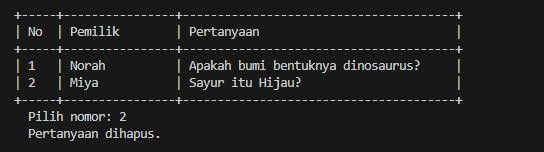 No Pemilik Pertanyaan
1 Norah Apakah bumi bentuknya dinosaurus?
2 Miya Sayur itu Hijau?
Pilih nomor: 2
Pertanyaan dihapus.